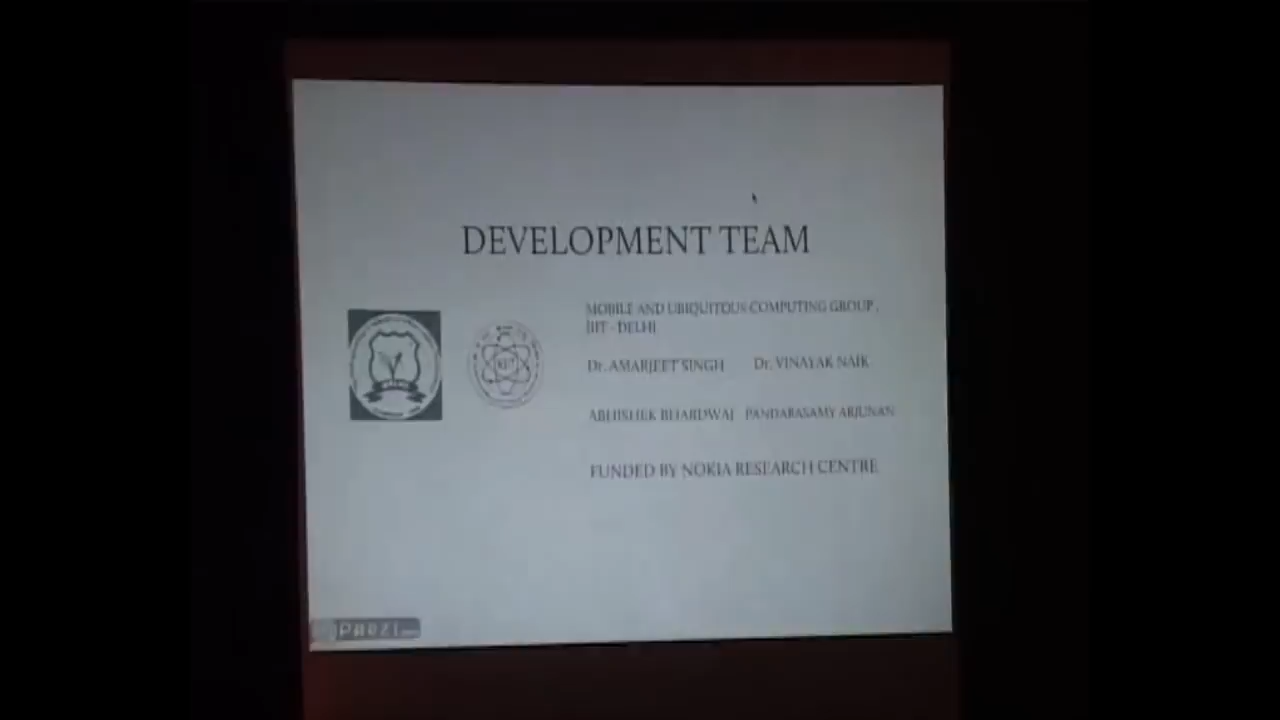 DEVELOPMENT TEAM
MOBILE AND UBIQUITOUS COMPUTING GROUP ,
IIIT - DELHI
Dr. AMARJEET SINGH Dr. VINAYAK NAIK
ABHISHEK BHARDWAJ PANDARASAMY ARJUNAN
FUNDED BY NOKIA RESEARCH CENTRE
Prezi